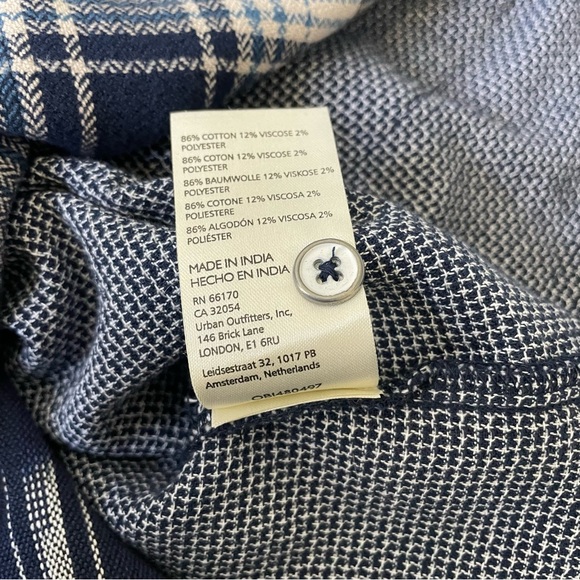 86% COTTON 12% VISCOSE 2%
POLYESTER
86% COTON 12% VISCOSE 2%
POLYESTER
86% BAUMWOLLE 12% VISKOSE 2%
POLYESTER
86% COTONE 12% VISCOSA 2%
POLIESTERE
86% ALGODÓN 12% VISCOSA 2%
POLIÉSTER
MADE IN INDIA
HECHO EN INDIA
RN 66170
CA 32054
Urban Outfitters, Inc,
146 Brick Lane
LONDON, E1 6RU
Leidsestraat 32, 1017 PB
Amsterdam, Netherlands